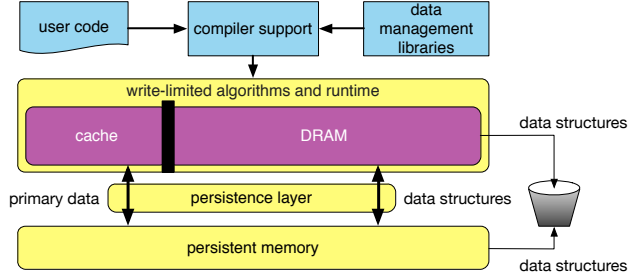 user code
compiler support
data
management
libraries
write-limited algorithms and runtime
cache
DRAM
data structures
primary data
persistence layer
data structures
persistent memory
data structures